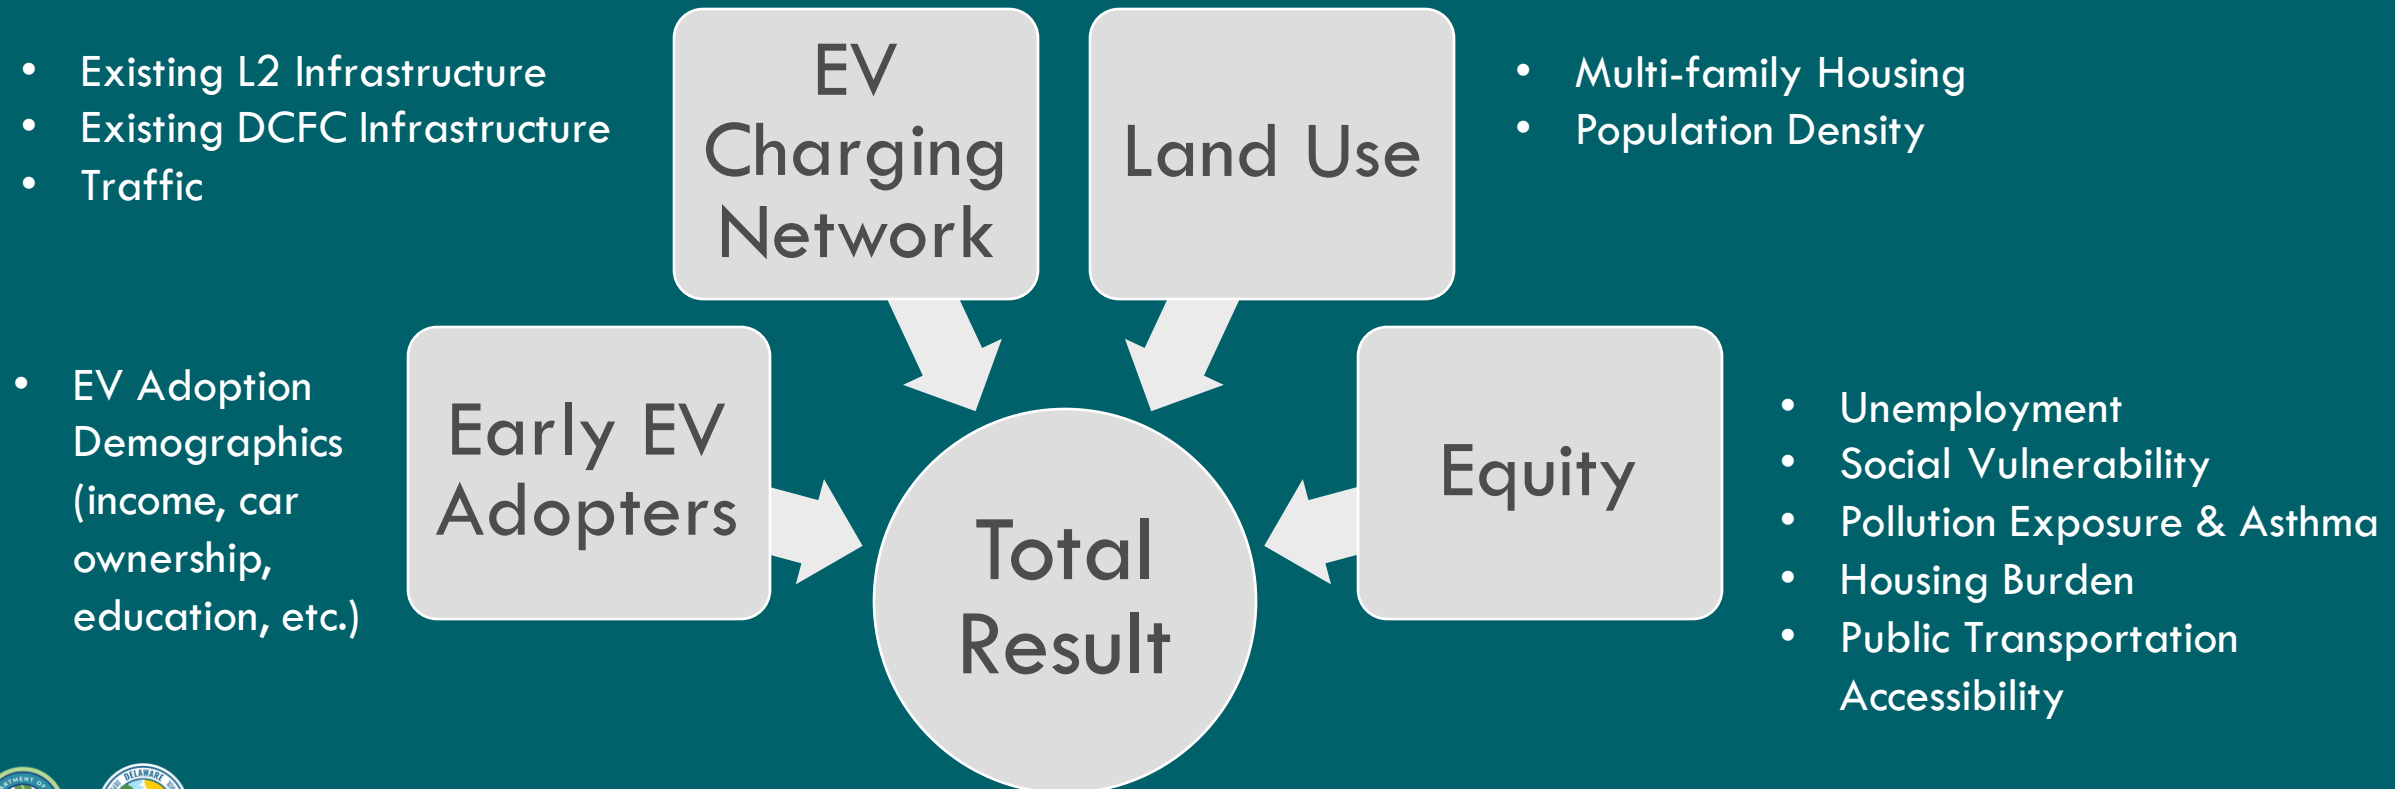 • Existing L2 Infrastructure
• Existing DCFC Infrastructure
• Traffic
EV
Charging
Network
Land Use
• Multi-family Housing
• Population Density
• EV Adoption
Demographics
(income, car
ownership,
education, etc.)
Early EV
Adopters
Total
Result
Equity
• Unemployment
• Social Vulnerability
• Pollution Exposure & Asthma
• Housing Burden
• Public Transportation
Accessibility
DELAWARE